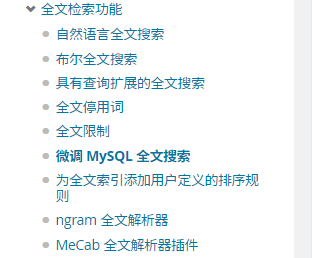 全文检索功能
自然语言全文搜索
布尔全文搜索
具有查询扩展的全文搜索
全文停用词
全文限制
微调 MySQL 全文搜索
为全文索引添加用户定义的排序规
则
ngram 全文解析器
MeCab 全文解析器插件